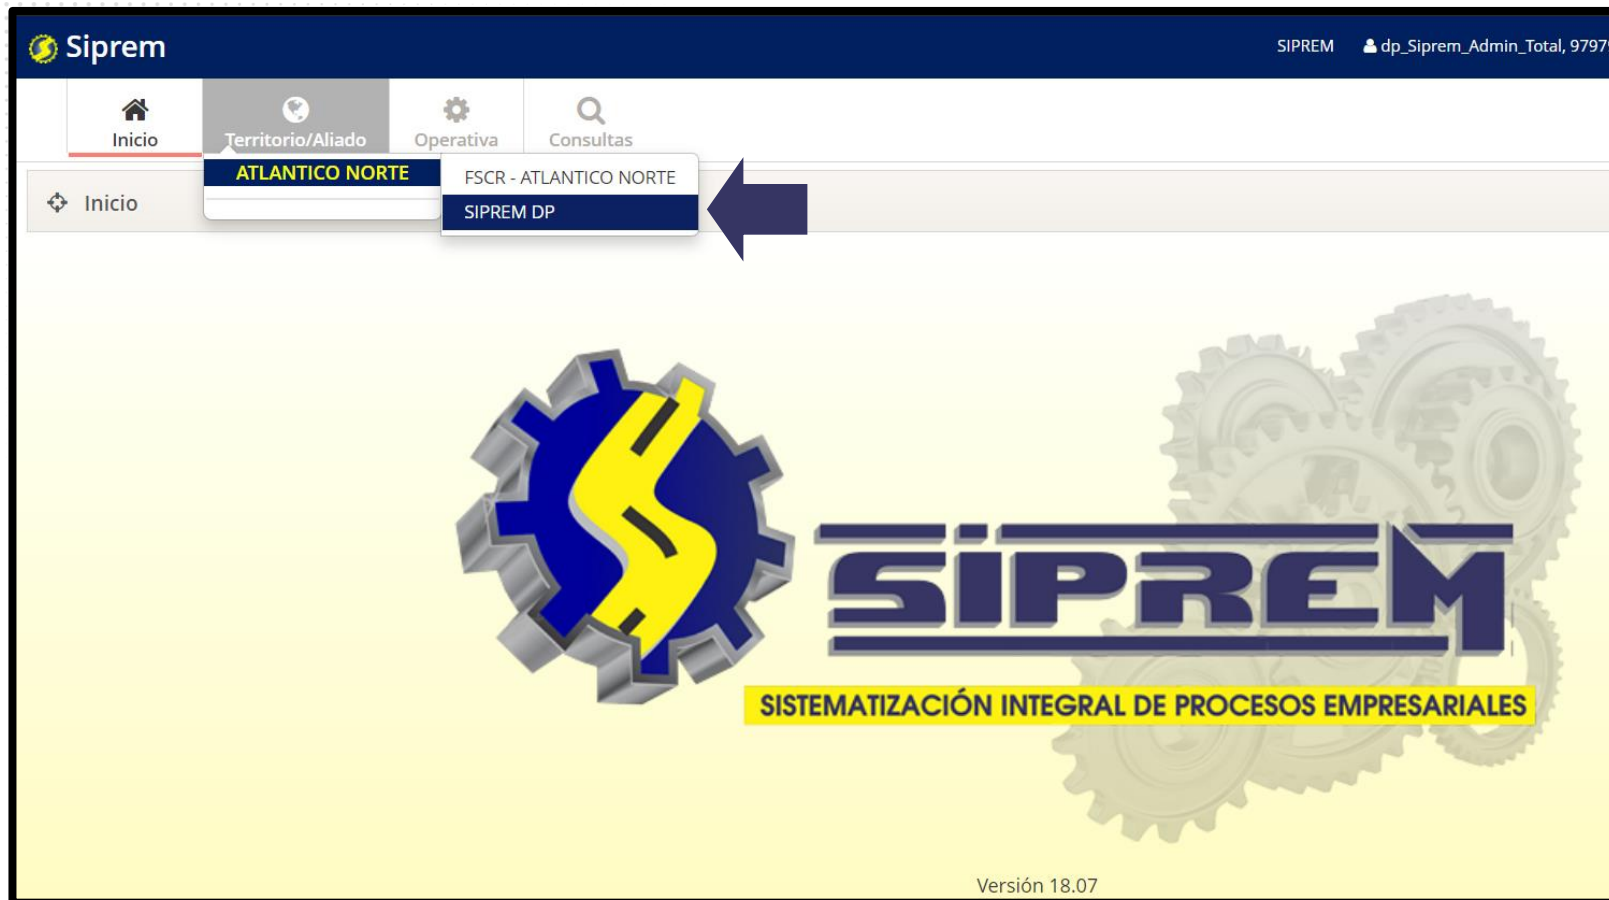 Siprem
SIPREM dp_Siprem_Admin_Total, 9797
Inicio Territorio/Aliado Operativa Consultas
ATLANTICO NORTE
FSCR - ATLANTICO NORTE
SIPREM DP
Inicio
SIPREM
SISTEMATIZACIÓN INTEGRAL DE PROCESOS EMPRESARIALES
Versión 18.07